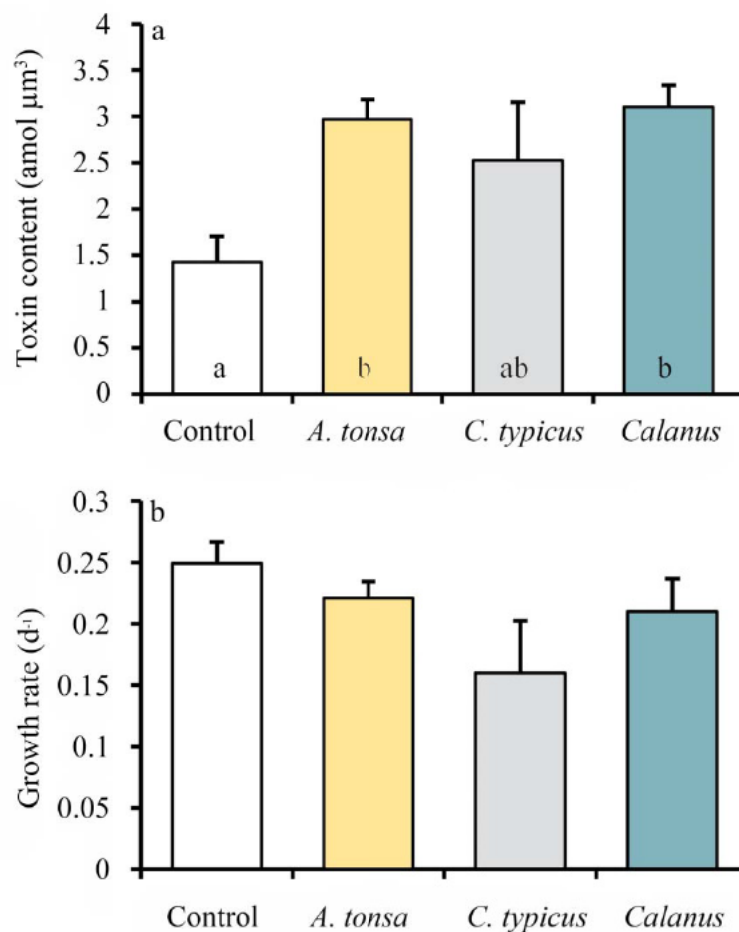 a
Toxin content (amol µm³)
4
3.5
3
2.5
2
1.5
1
0.5
0
a
b
ab
b
Control
A. tonsa
C. typicus
Calanus
b
Growth rate (d⁻¹)
0.3
0.25
0.2
0.15
0.1
0.05
0
Control
A. tonsa
C. typicus
Calanus